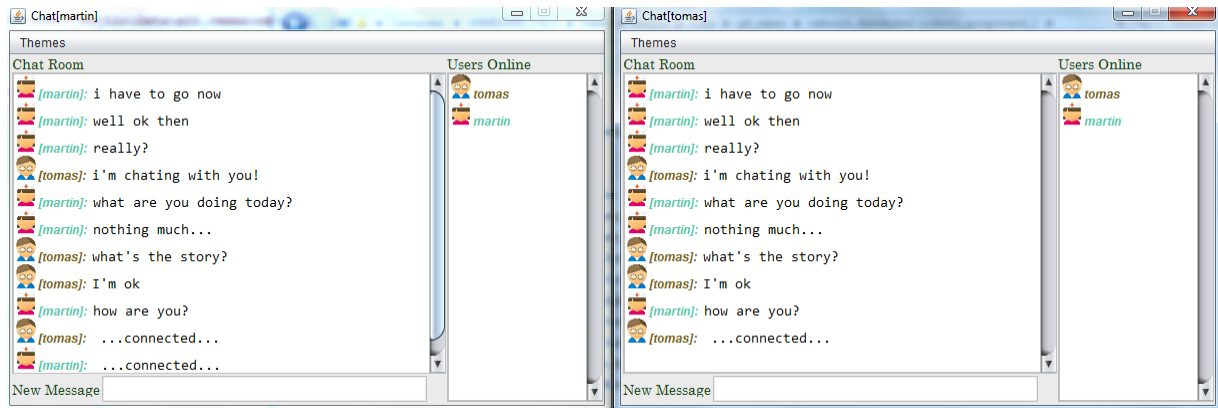 Chat[martin]
Themes
Chat Room
Users Online
[martin]: i have to go now
[martin]: well ok then
[martin]: really?
[tomas]: i'm chating with you!
[martin]: what are you doing today?
[martin]: nothing much...
[tomas]: what's the story?
[tomas]: I'm ok
[martin]: how are you?
[tomas]: ...connected...
[martin]: ...connected...
tomas
martin
New Message
Chat[tomas]
Themes
Chat Room
Users Online
[martin]: i have to go now
[martin]: well ok then
[martin]: really?
[tomas]: i'm chating with you!
[martin]: what are you doing today?
[martin]: nothing much...
[tomas]: what's the story?
[tomas]: I'm ok
[martin]: how are you?
[tomas]: ...connected...
tomas
martin
New Message